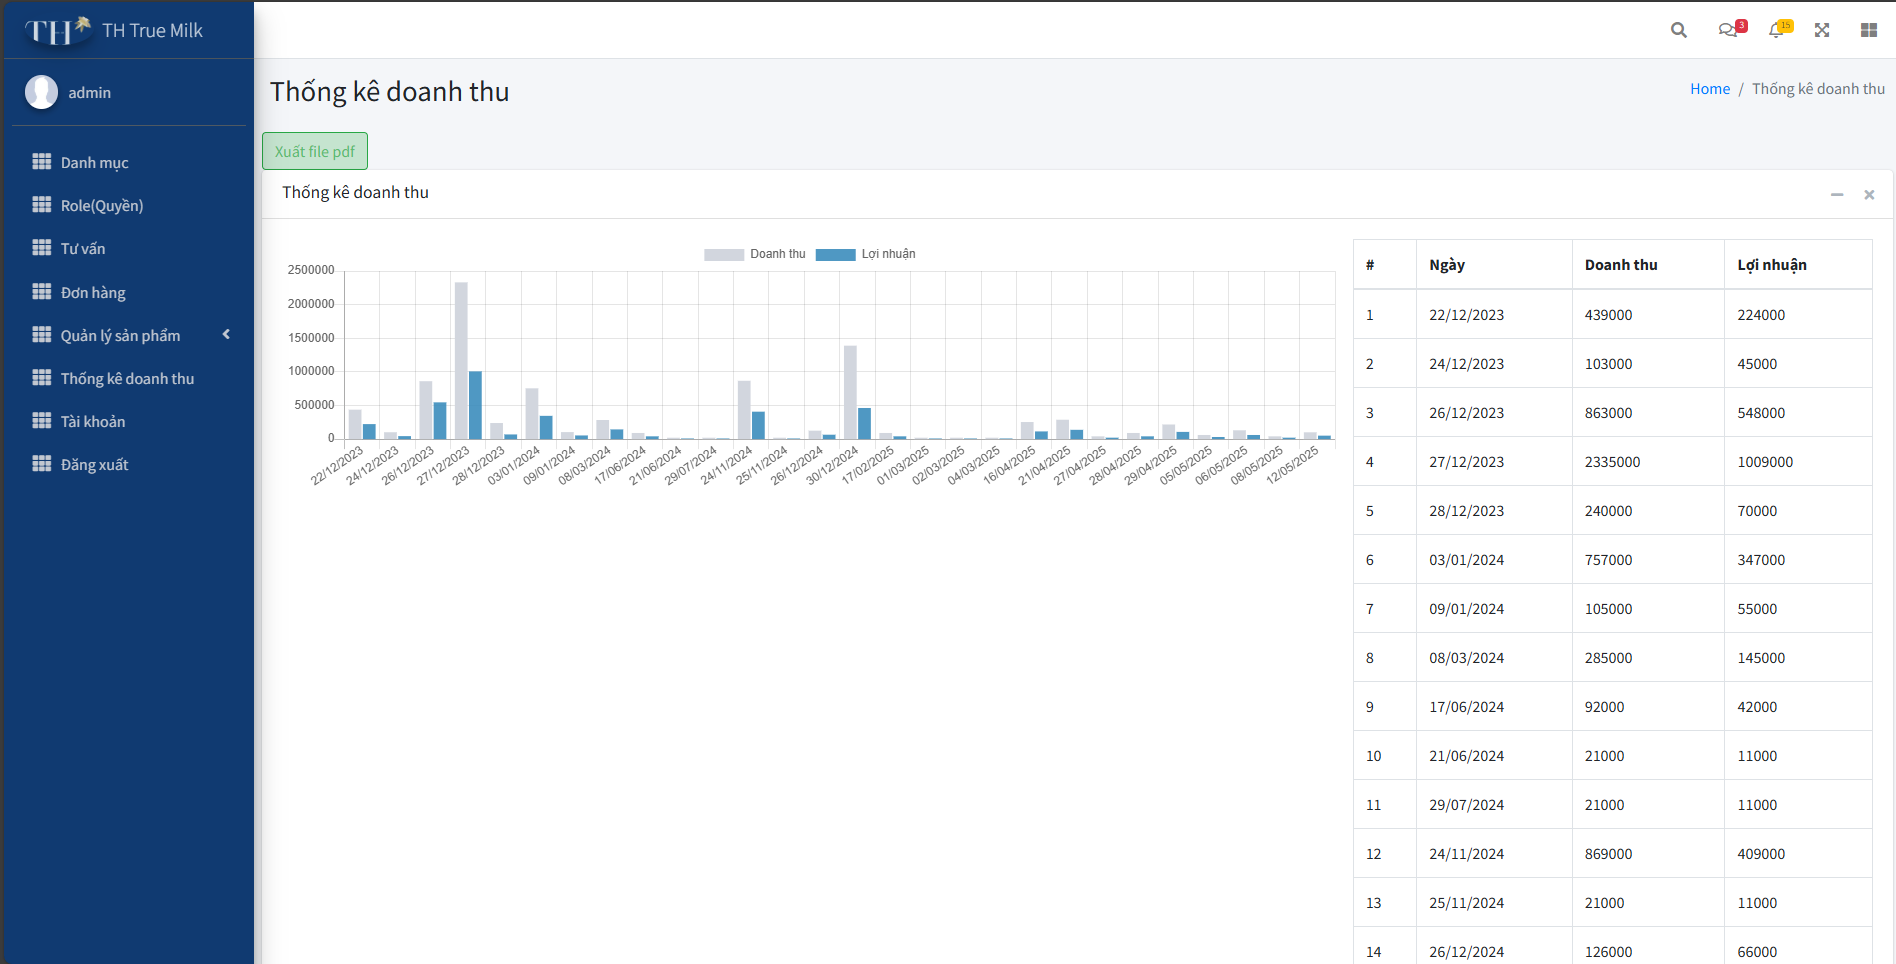 TH TH True Milk
3
15
admin
Thống kê doanh thu
Home / Thống kê doanh thu
Danh mục
Role(Quyền)
Tư vấn
Đơn hàng
Quản lý sản phẩm
Thống kê doanh thu
Tài khoản
Đăng xuất
Xuất file pdf
Thống kê doanh thu
Doanh thu Lợi nhuận
2500000
2000000
1500000
1000000
500000
0
22/12/2023 24/12/2023 26/12/2023 27/12/2023 28/12/2023 03/01/2024 09/01/2024 08/03/2024 17/06/2024 21/06/2024 29/07/2024 24/11/2024 25/11/2024 26/12/2024 30/12/2024 17/02/2025 01/03/2025 02/03/2025 04/03/2025 16/04/2025 21/04/2025 27/04/2025 28/04/2025 29/04/2025 05/05/2025 06/05/2025 08/05/2025 12/05/2025
# Ngày Doanh thu Lợi nhuận
1 22/12/2023 439000 224000
2 24/12/2023 103000 45000
3 26/12/2023 863000 548000
4 27/12/2023 2335000 1009000
5 28/12/2023 240000 70000
6 03/01/2024 757000 347000
7 09/01/2024 105000 55000
8 08/03/2024 285000 145000
9 17/06/2024 92000 42000
10 21/06/2024 21000 11000
11 29/07/2024 21000 11000
12 24/11/2024 869000 409000
13 25/11/2024 21000 11000
14 26/12/2024 126000 66000